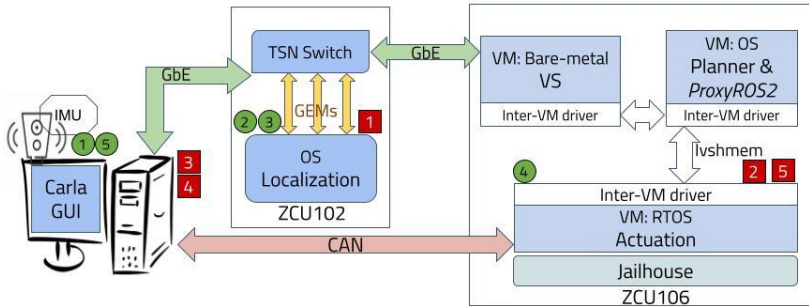 TSN Switch
GbE
GbE
GEMs
2
3
1
OS
Localization
ZCU102
IMU
1
5
Carla
GUI
3
4
CAN
VM: Bare-metal
VS
Inter-VM driver
VM: OS
Planner &
ProxyROS2
Inter-VM driver
Ivshmem
4
2
5
Inter-VM driver
VM: RTOS
Actuation
Jailhouse
ZCU106